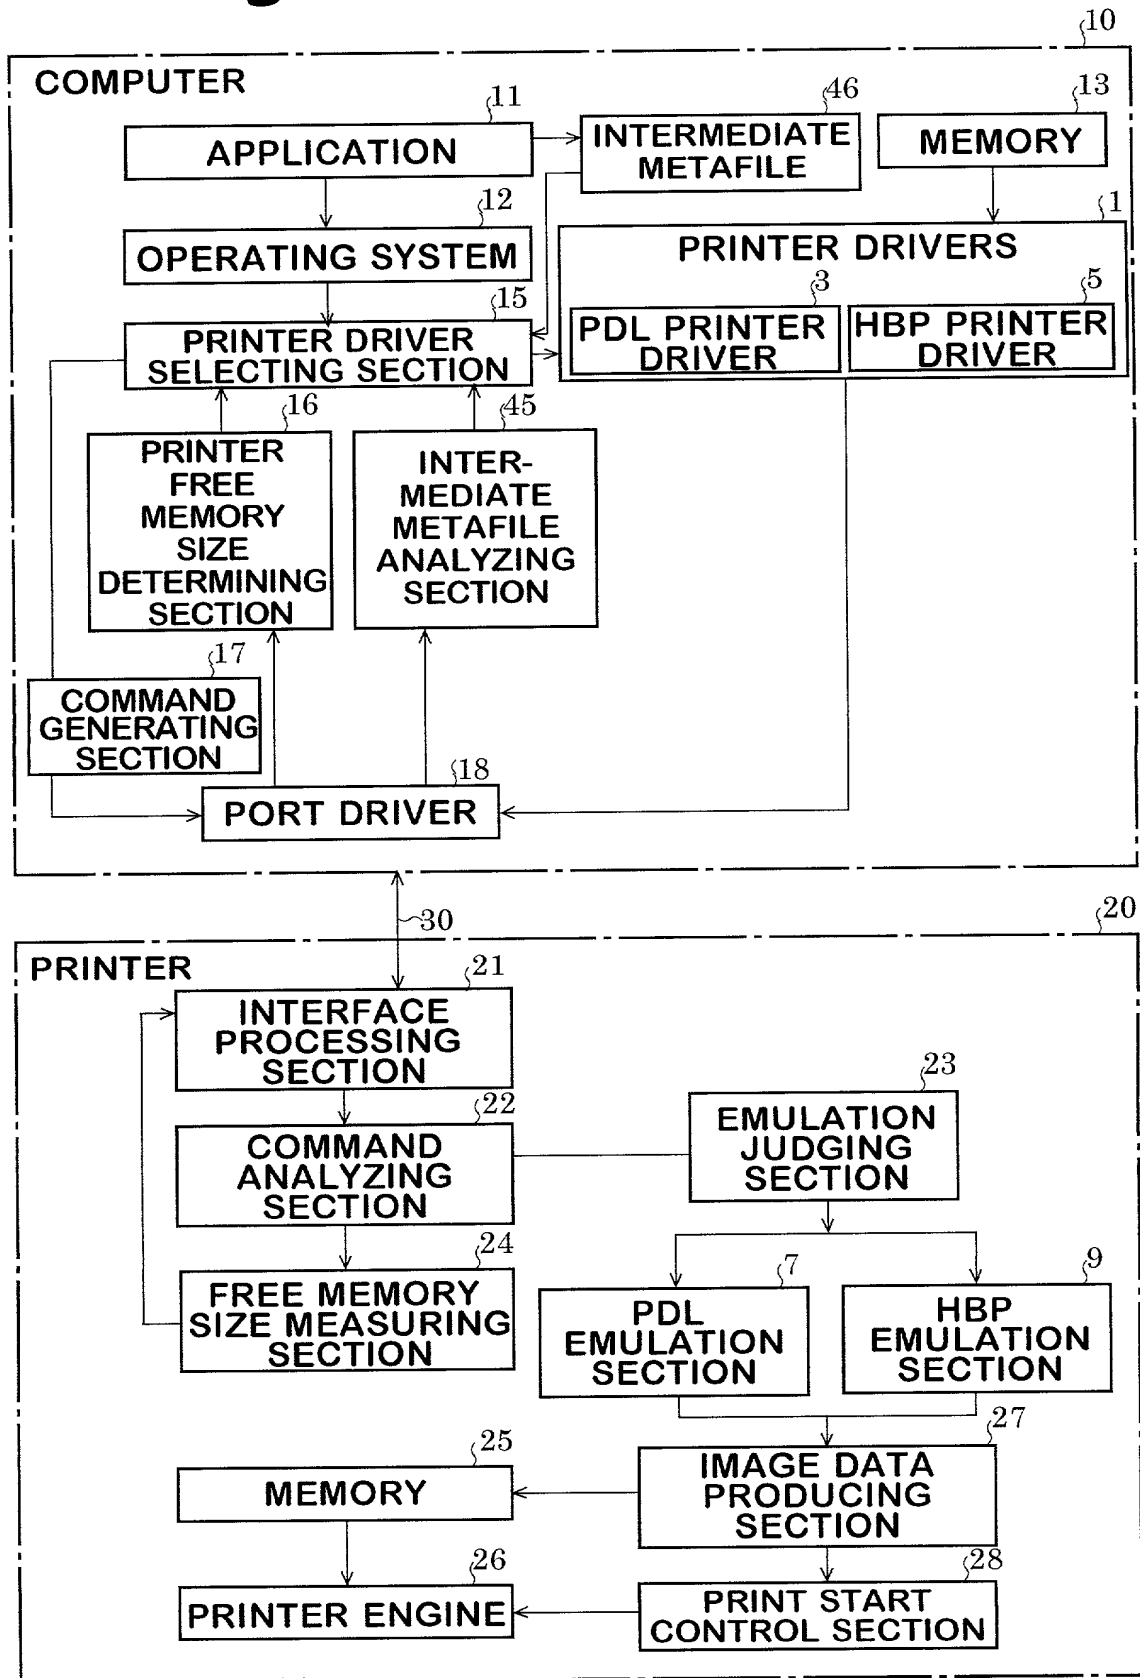 10
COMPUTER
11
APPLICATION
46
INTERMEDIATE
METAFILE
13
MEMORY
12
OPERATING SYSTEM
1
PRINTER DRIVERS
3
PDL PRINTER
DRIVER
5
HBP PRINTER
DRIVER
15
PRINTER DRIVER
SELECTING SECTION
16
PRINTER
FREE
MEMORY
SIZE
DETERMINING
SECTION
45
INTER-
MEDIATE
METAFILE
ANALYZING
SECTION
17
COMMAND
GENERATING
SECTION
18
PORT DRIVER
30
20
PRINTER
21
INTERFACE
PROCESSING
SECTION
22
COMMAND
ANALYZING
SECTION
23
EMULATION
JUDGING
SECTION
24
FREE MEMORY
SIZE MEASURING
SECTION
7
PDL
EMULATION
SECTION
9
HBP
EMULATION
SECTION
25
MEMORY
27
IMAGE DATA
PRODUCING
SECTION
26
PRINTER ENGINE
28
PRINT START
CONTROL SECTION